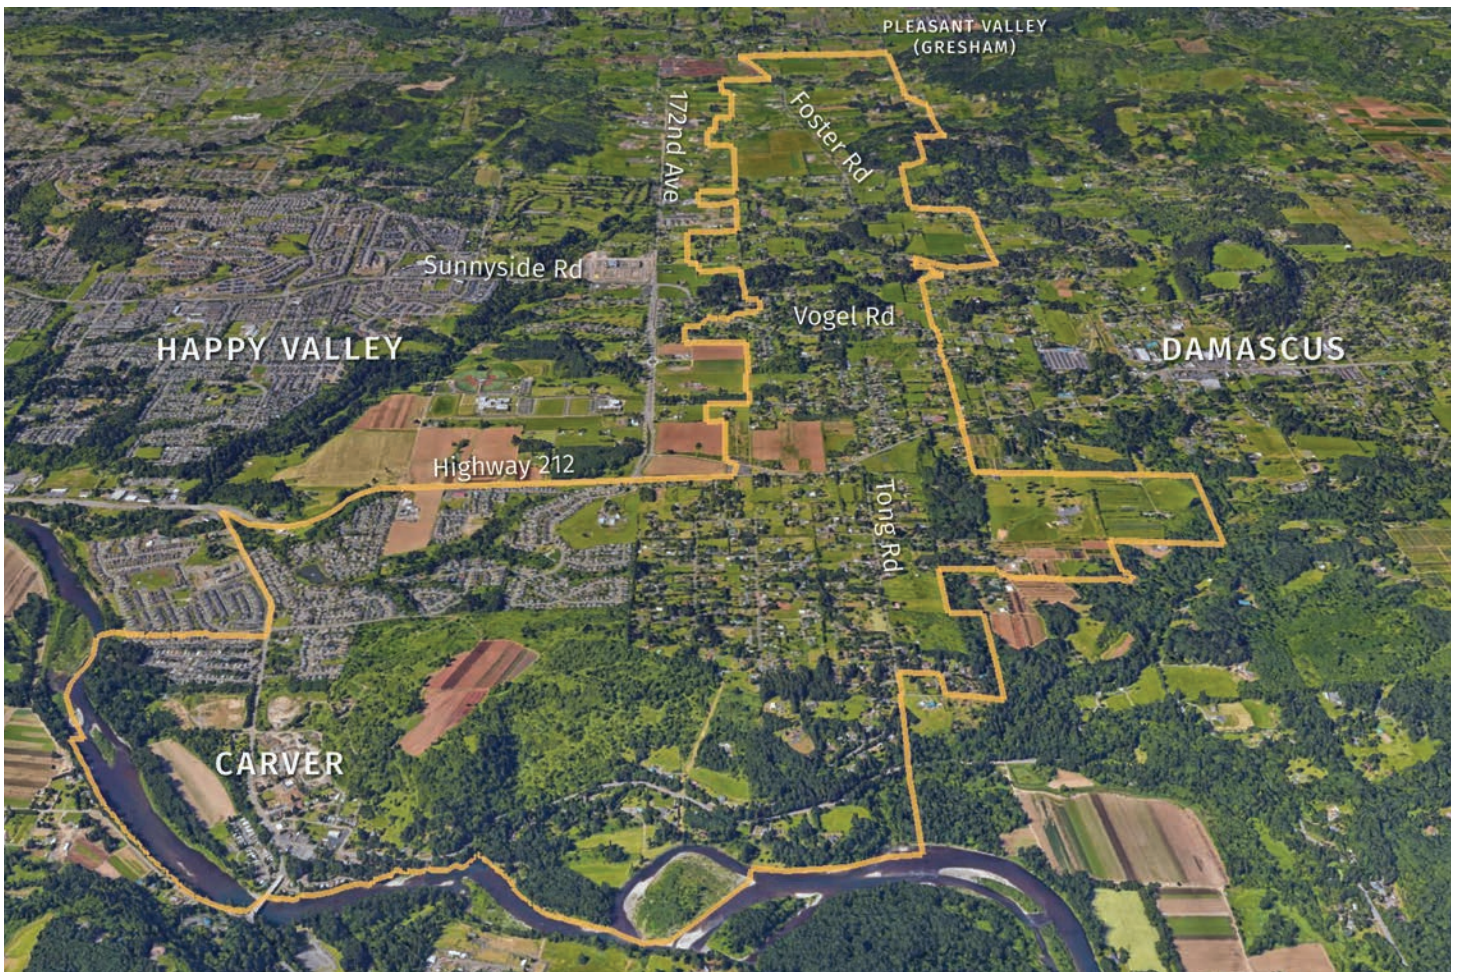 PLEASANT VALLEY
(GRESHAM)
172nd Ave
Foster Rd
Sunnyside Rd
Vogel Rd
HAPPY VALLEY
DAMASCUS
Highway 212
Tong Rd
CARVER